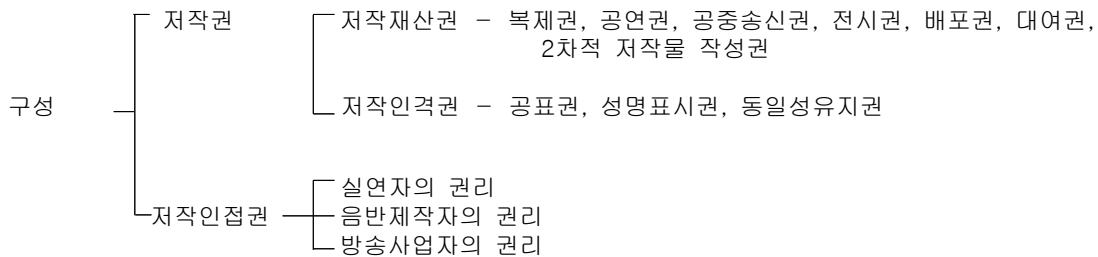 저작권
저작재산권 - 복제권, 공연권, 공중송신권, 전시권, 배포권, 대여권,
2차적 저작물 작성권
구성
저작인격권 - 공표권, 성명표시권, 동일성유지권
실연자의 권리
저작인접권
음반제작자의 권리
방송사업자의 권리